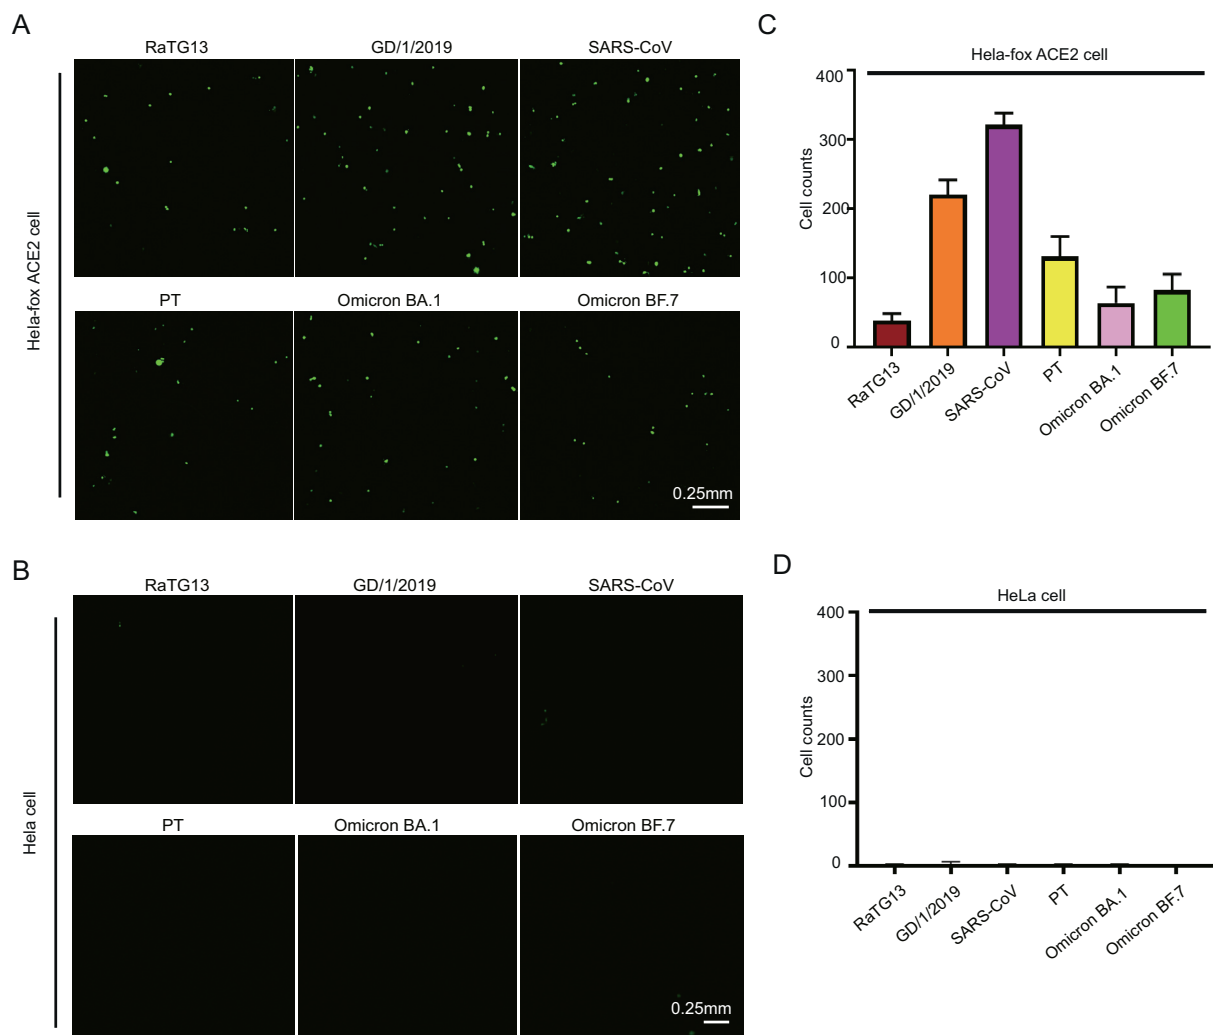 A
RaTG13
GD/1/2019
SARS-CoV
Hela-fox ACE2 cell
PT
Omicron BA.1
Omicron BF.7
0.25mm
B
RaTG13
GD/1/2019
SARS-CoV
Hela cell
PT
Omicron BA.1
Omicron BF.7
0.25mm
C
Hela-fox ACE2 cell
Cell counts
400
300
200
100
0
RaTG13
GD/1/2019
SARS-CoV
PT
Omicron BA.1
Omicron BF.7
D
HeLa cell
Cell counts
400
300
200
100
0
RaTG13
GD/1/2019
SARS-CoV
PT
Omicron BA.1
Omicron BF.7